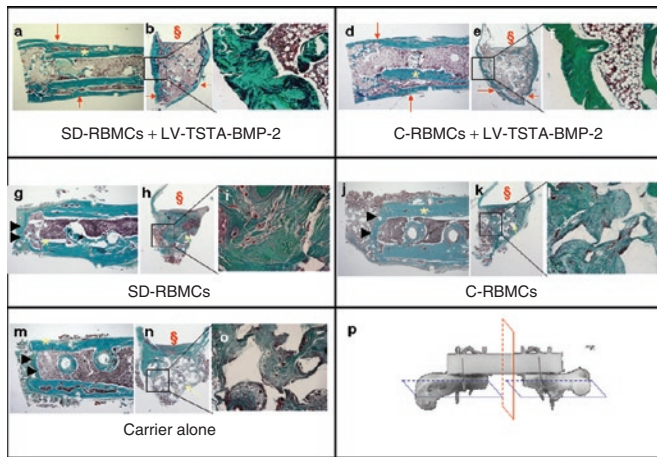 a b § c d e § f
SD-RBMCs + LV-TSTA-BMP-2
C-RBMCs + LV-TSTA-BMP-2
g h § i j k §
SD-RBMCs
C-RBMCs
m n § o p
Carrier alone